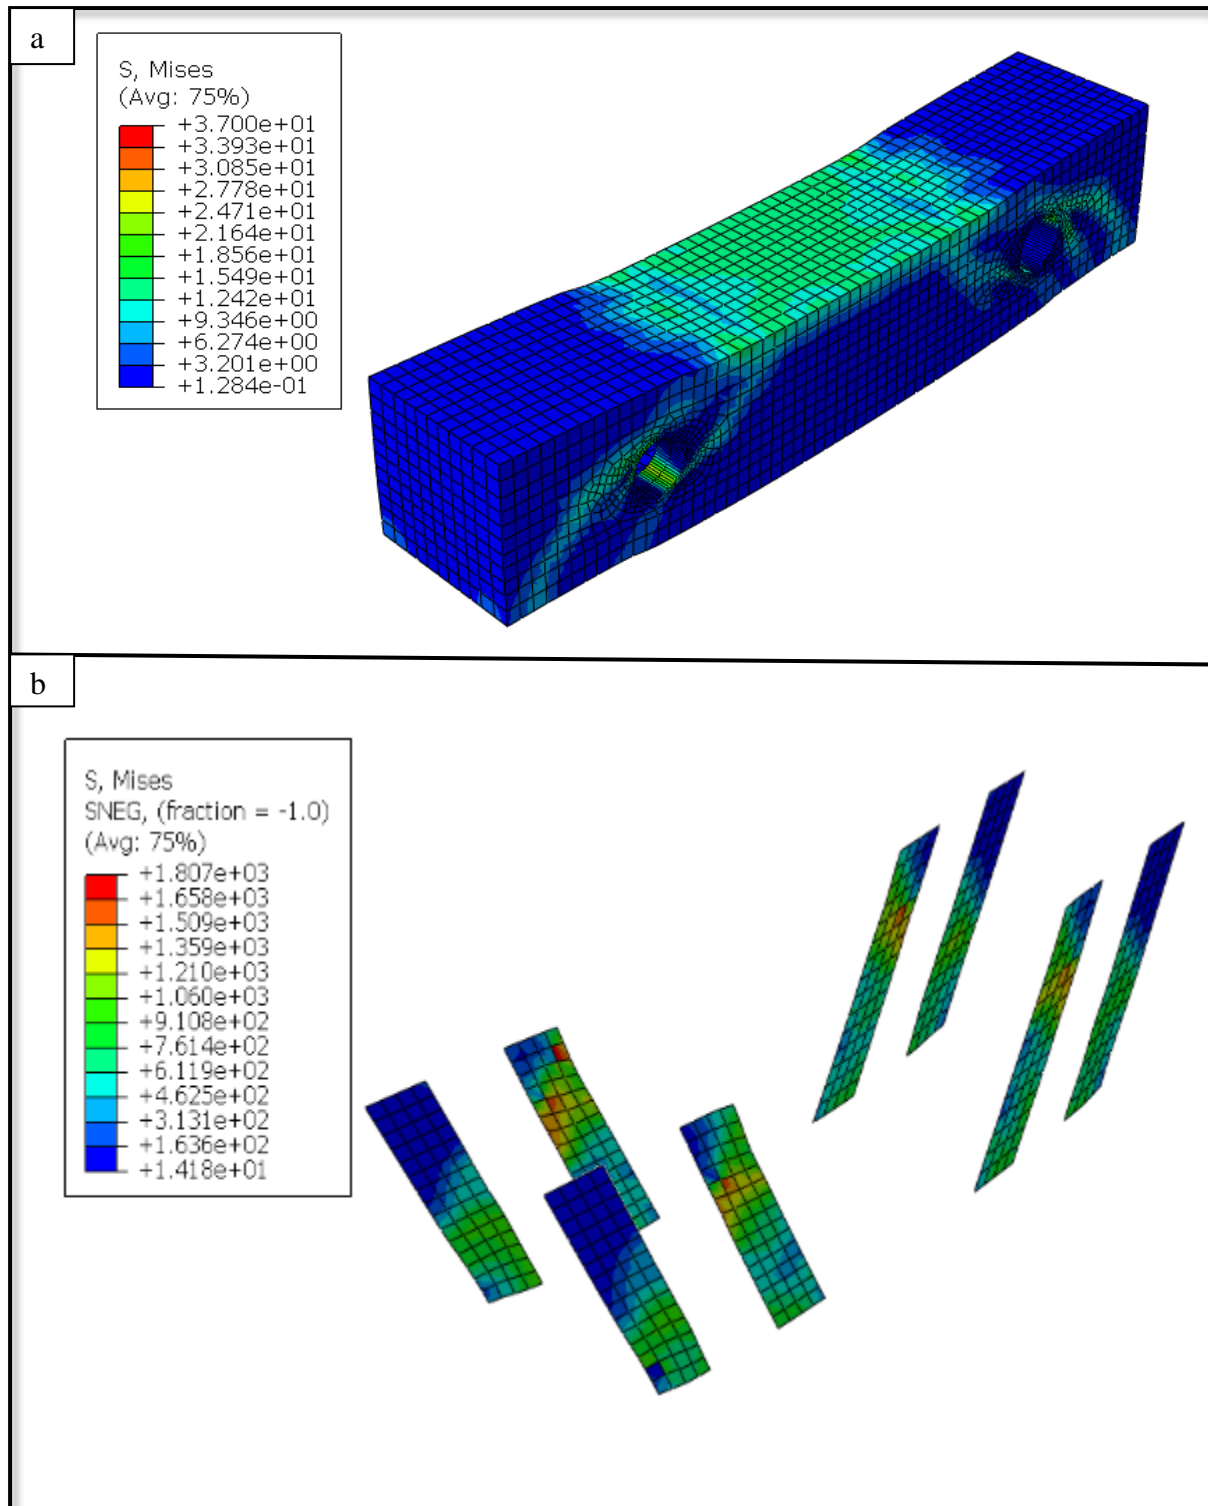 a
S, Mises
(Avg: 75%)
+3.700e+01
+3.393e+01
+3.085e+01
+2.778e+01
+2.471e+01
+2.164e+01
+1.856e+01
+1.549e+01
+1.242e+01
+9.346e+00
+6.274e+00
+3.201e+00
+1.284e-01
b
S, Mises
SNEG, (fraction = -1.0)
(Avg: 75%)
+1.807e+03
+1.658e+03
+1.509e+03
+1.359e+03
+1.210e+03
+1.060e+03
+9.108e+02
+7.614e+02
+6.119e+02
+4.625e+02
+3.131e+02
+1.636e+02
+1.418e+01